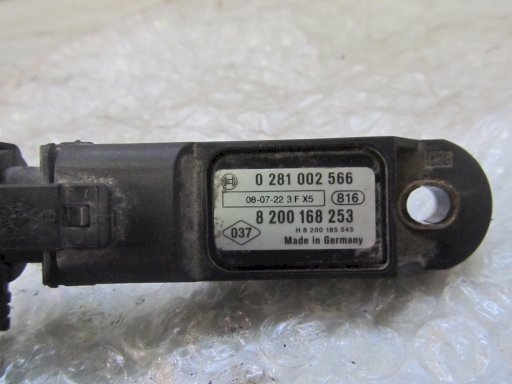 0 281 002 566
08-07-22 3 F X5 816
8 200 168 253
037 H 8 200 185 545
Made in Germany